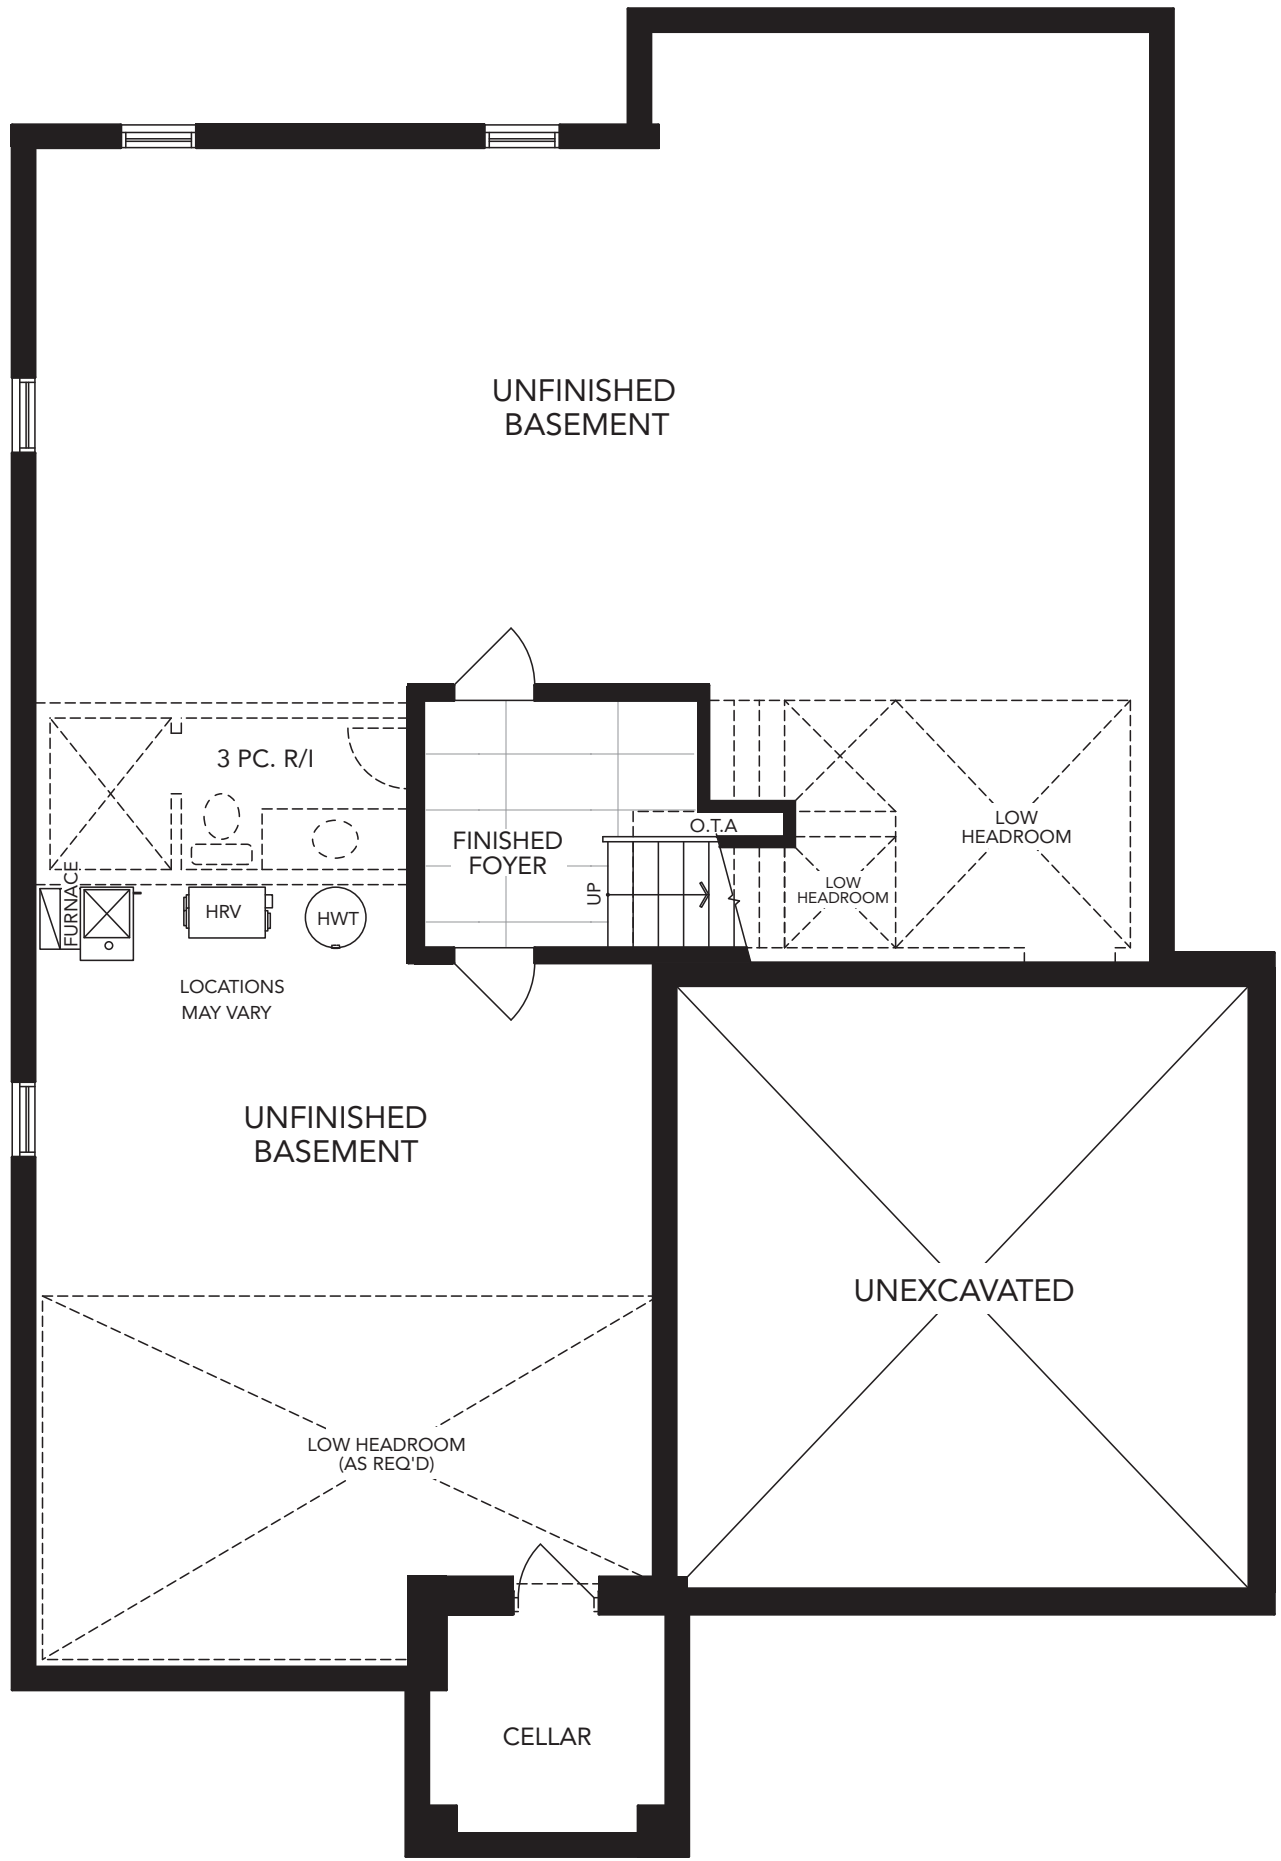 UNFINISHED
BASEMENT
3 PC. R/I
FINISHED
FOYER
O.T.A
UP
LOW
HEADROOM
LOW
HEADROOM
FURNACE
HRV
HWT
LOCATIONS
MAY VARY
UNFINISHED
BASEMENT
UNEXCAVATED
LOW HEADROOM
(AS REQ'D)
CELLAR